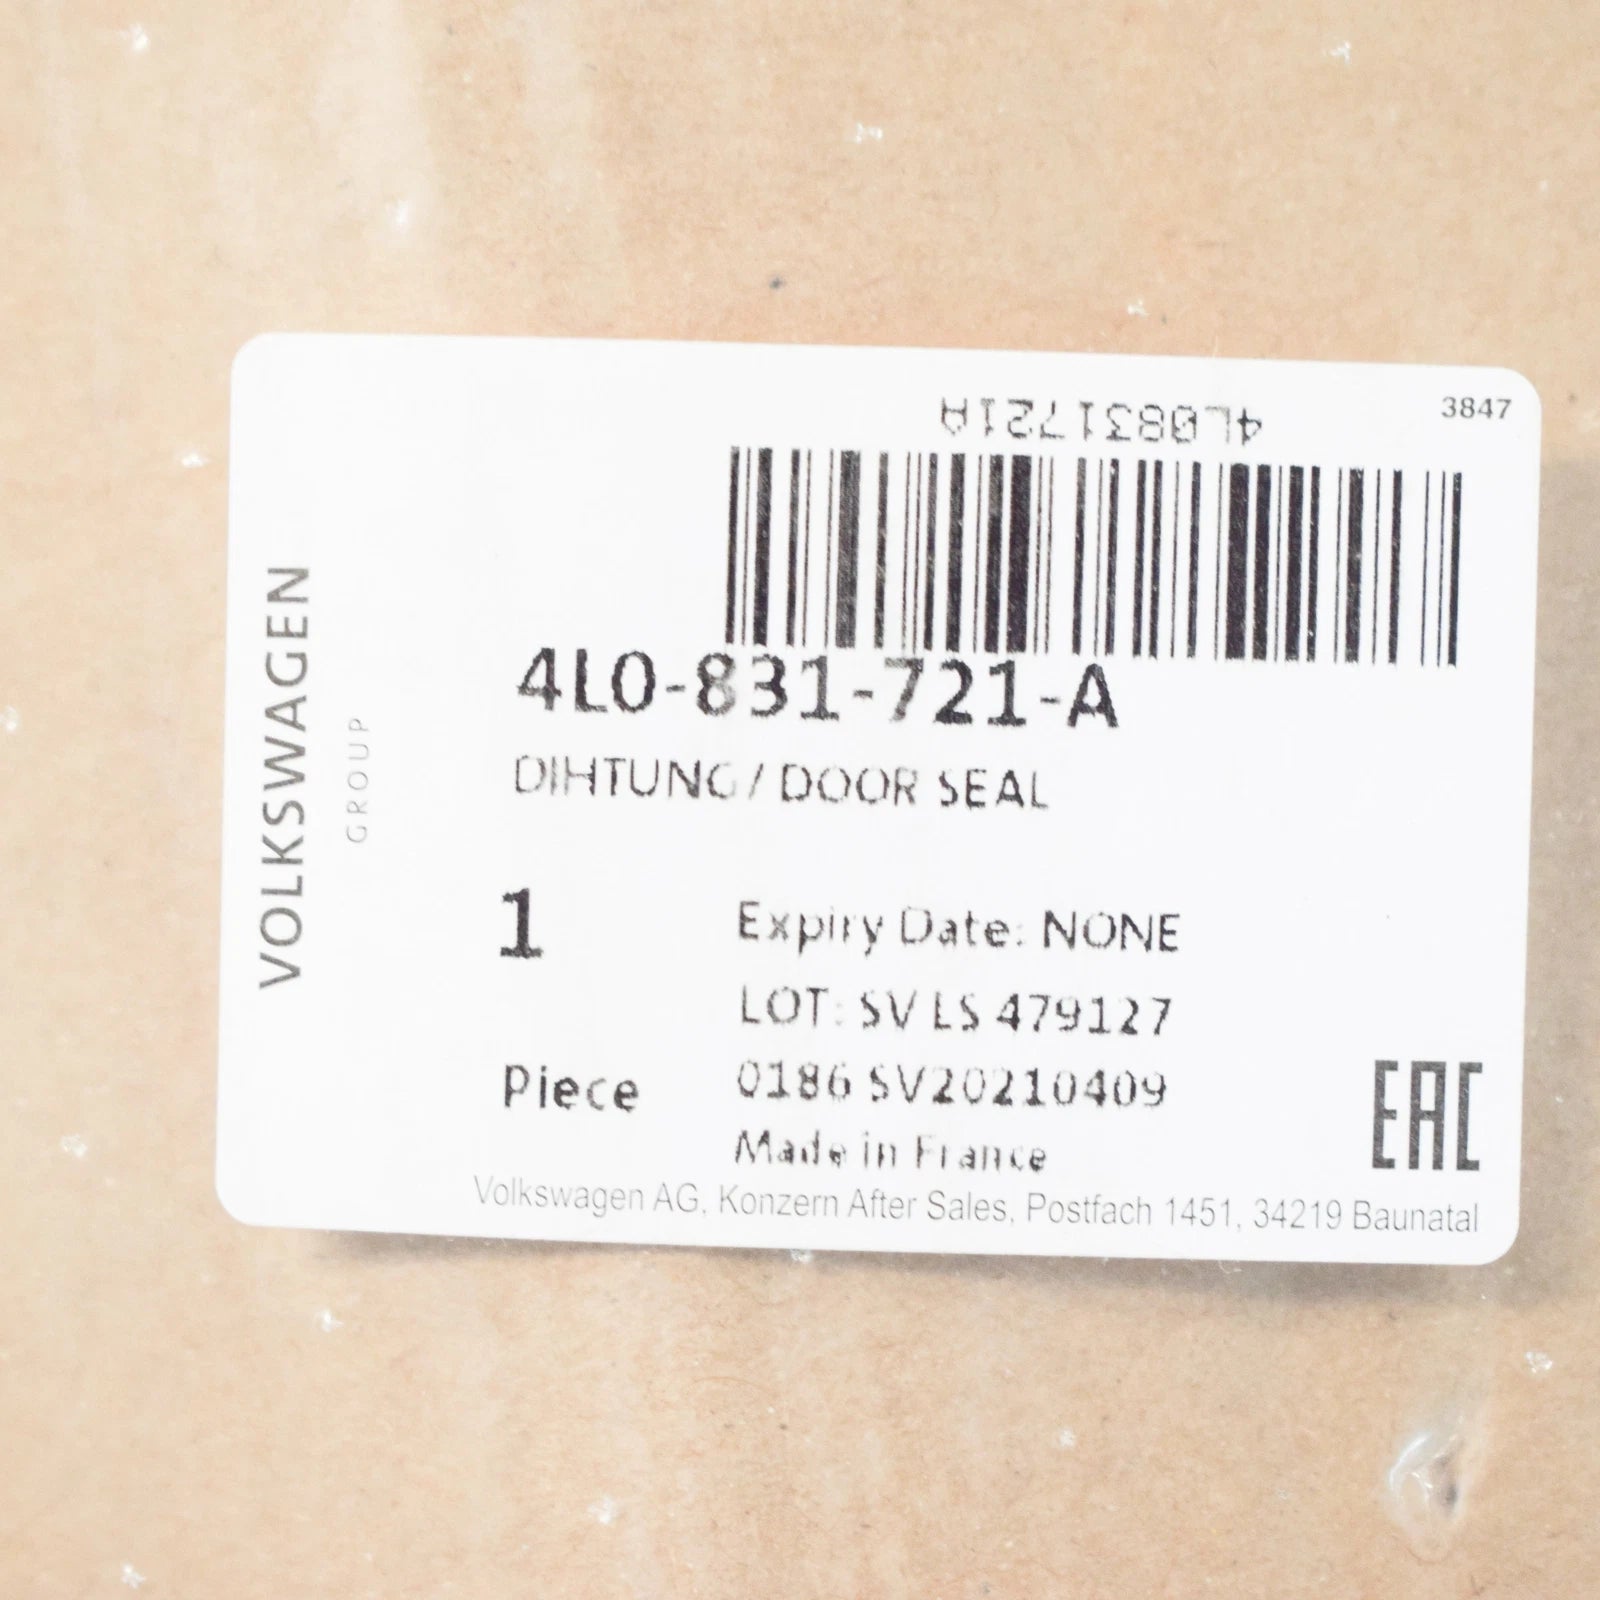 4L0831721A
3847
VOLKSWAGEN
GROUP
4L0-831-721-A
DIHTUNG / DOOR SEAL
1
Expiry Date: NONE
LOT: SV LS 479127
Piece
0186 SV20210409
Made in France
EAC
Volkswagen AG, Konzern After Sales, Postfach 1451, 34219 Baunatal